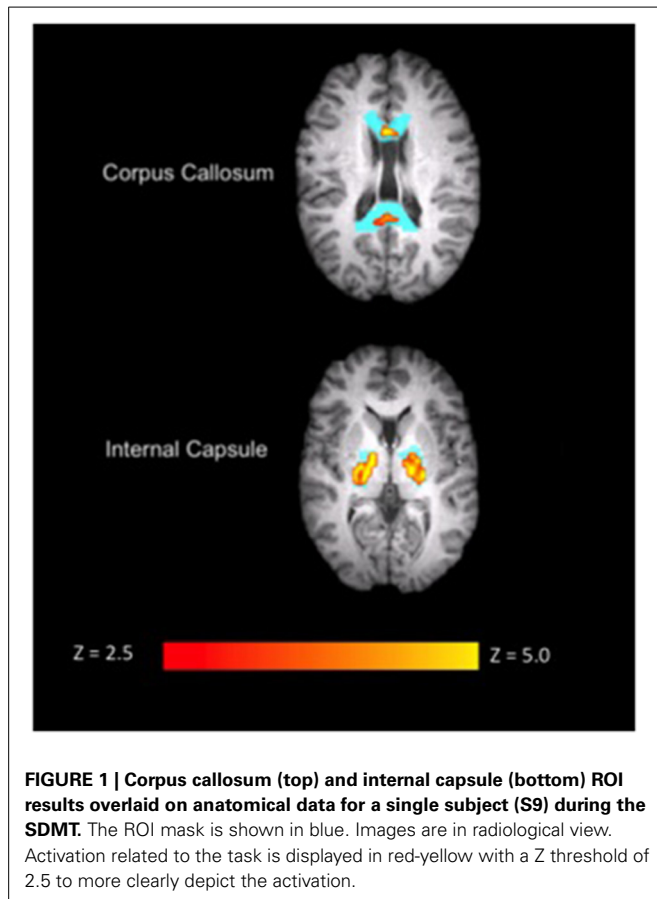 Corpus Callosum
Internal Capsule
Z = 2.5
Z = 5.0
FIGURE 1 | Corpus callosum (top) and internal capsule (bottom) ROI
results overlaid on anatomical data for a single subject (S9) during the
SDMT. The ROI mask is shown in blue. Images are in radiological view.
Activation related to the task is displayed in red-yellow with a Z threshold of
2.5 to more clearly depict the activation.